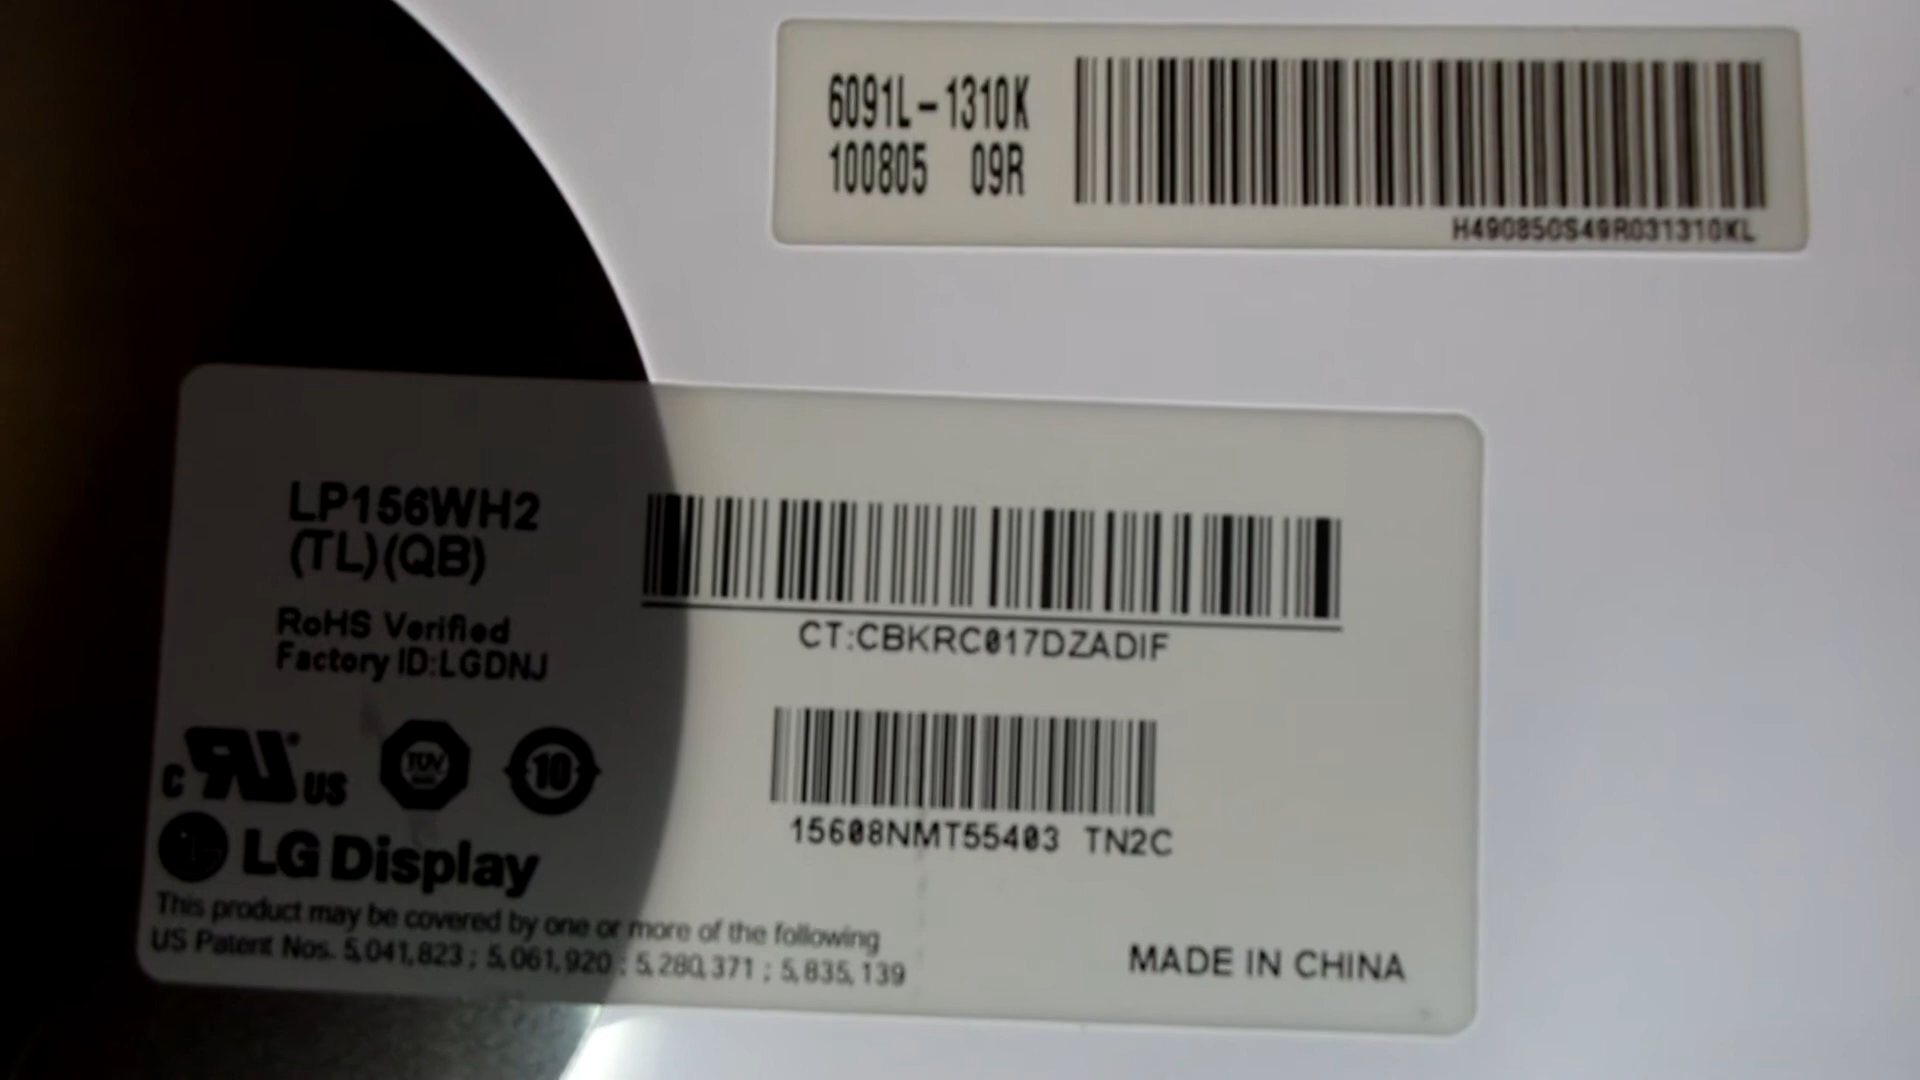 6091L-1310K
100805 09R
H490850S49R031310KL
LP156WH2
(TL)(QB)
RoHS Verified
Factory ID:LGDNJ
CT:CBKRC017DZADIF
c RU US
TÜV
10
15608NMT55403 TN2C
LG Display
This product may be covered by one or more of the following
US Patent Nos. 5,041,823 ; 5,061,920 ; 5,280,371 ; 5,835,139
MADE IN CHINA